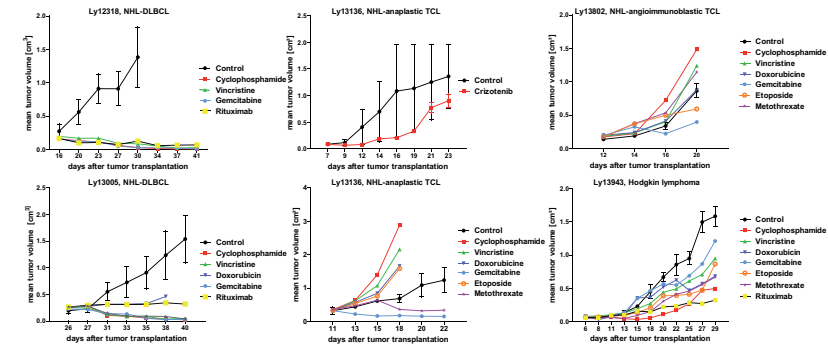 Ly12318, NHL-DLBCL
mean tumor volume [cm³]
2.0
1.5
1.0
0.5
0.0
16 20 23 27 30 34 37 41
days after tumor transplantation
Control
Cyclophosphamide
Vincristine
Gemcitabine
Rituximab
Ly13136, NHL-anaplastic TCL
mean tumor volume [cm³]
2.5
2.0
1.5
1.0
0.5
0.0
7 9 12 14 16 19 21 23
days after tumor transplantation
Control
Crizotenib
Ly13802, NHL-angioimmunoblastic TCL
mean tumor volume [cm³]
2.0
1.5
1.0
0.5
0.0
12 14 16 20
days after tumor transplantation
Control
Cyclophosphamide
Vincristine
Doxorubicine
Gemcitabine
Etoposide
Metothrexate
Ly13005, NHL-DLBCL
mean tumor volume [cm³]
2.5
2.0
1.5
1.0
0.5
0.0
26 27 31 33 35 38 40
days after tumor transplantation
Control
Cyclophosphamide
Vincristine
Doxorubicin
Gemcitabine
Rituximab
Ly13136, NHL-anaplastic TCL
mean tumor volume [cm³]
4
3
2
1
0
11 13 15 18 20 22
days after tumor transplantation
Control
Cyclophosphamide
Vincristine
Doxorubicine
Gemcitabine
Etoposide
Metothrexate
Ly13943, Hodgkin lymphoma
mean tumor volume [cm³]
2.0
1.5
1.0
0.5
0.0
6 8 11 13 15 18 20 22 25 27 29
days after tumor transplantation
Control
Cyclophosphamide
Vincristine
Doxorubicin
Gemcitabine
Etoposide
Metothrexate
Rituximab